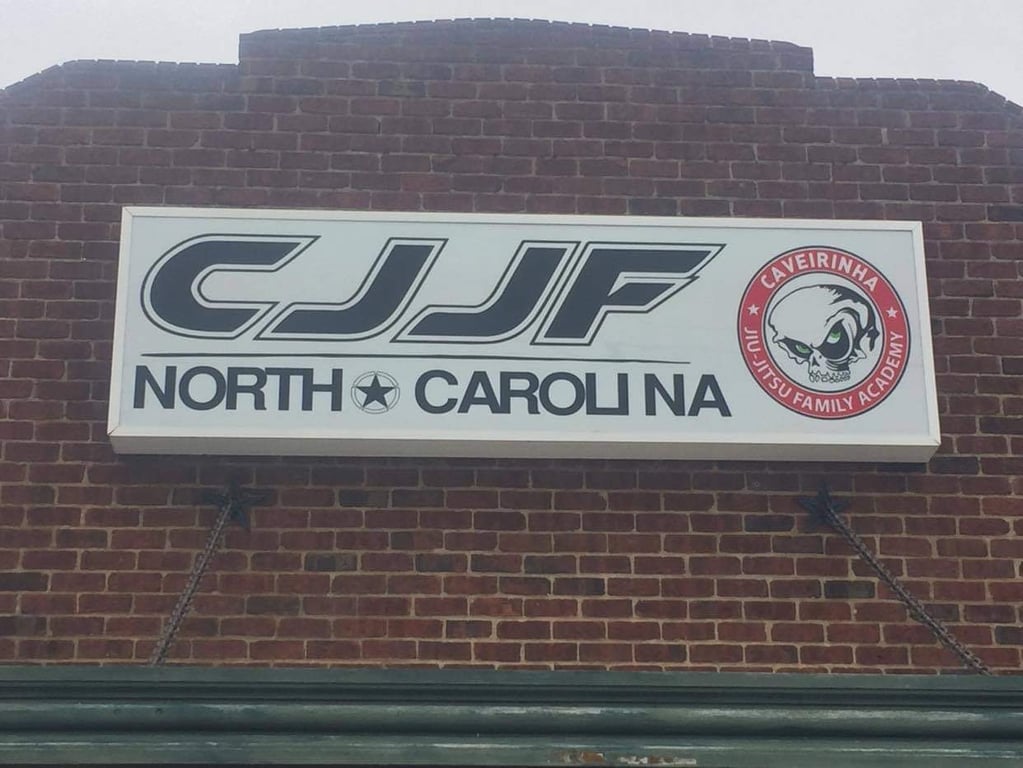 CJJF
NORTH CAROLINA
CAVEIRINHA
JIU-JITSU FAMILY ACADEMY